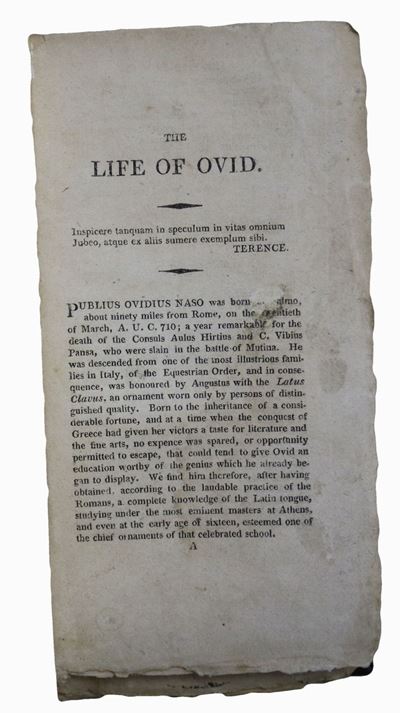 THE
LIFE OF OVID.
Inspicere tanquam in speculum in vitas omnium
Jubeo, atque ex aliis sumere exemplum sibi.
TERENCE.
PUBLIUS OVIDIUS NASO was born
about ninety miles from Rome, on the
of March, A. U. C. 710; a year remarkable for the
death of the Consuls Aulus Hirtius and C. Vibius
Pansa, who were slain in the battle of Mutina. He
was descended from one of the most illustrious fami-
lies in Italy, of the Equestrian Order, and in conse-
quence, was honoured by Augustus with the Latus
Clavus, an ornament worn only by persons of distin-
guished quality. Born to the inheritance of a consi-
derable fortune, and at a time when the conquest of
Greece had given her victors a taste for literature and
the fine arts, no expence was spared, or opportunity
permitted to escape, that could tend to give Ovid an
education worthy of the genius which he already be-
gan to display. We find him therefore, after having
obtained, according to the laudable practice of the
Romans, a complete knowledge of the Latin tongue,
studying under the most eminent masters at Athens,
and even at the early age of sixteen, esteemed one of
the chief ornaments of that celebrated school.
A